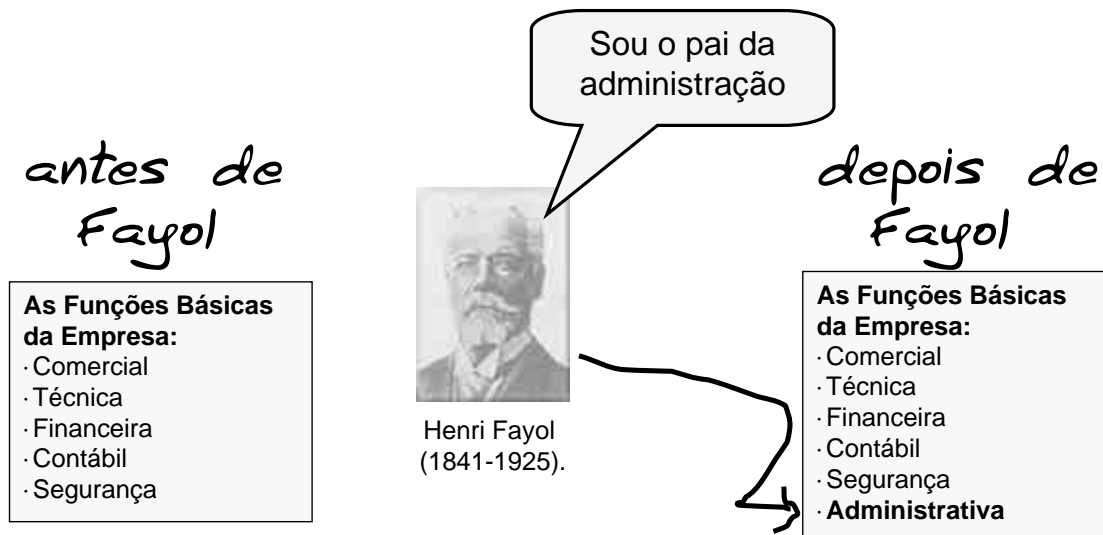 Sou o pai da
administração
antes de
Fayol
As Funções Básicas
da Empresa:
· Comercial
· Técnica
· Financeira
· Contábil
· Segurança
Henri Fayol
(1841-1925).
depois de
Fayol
As Funções Básicas
da Empresa:
· Comercial
· Técnica
· Financeira
· Contábil
· Segurança
· Administrativa